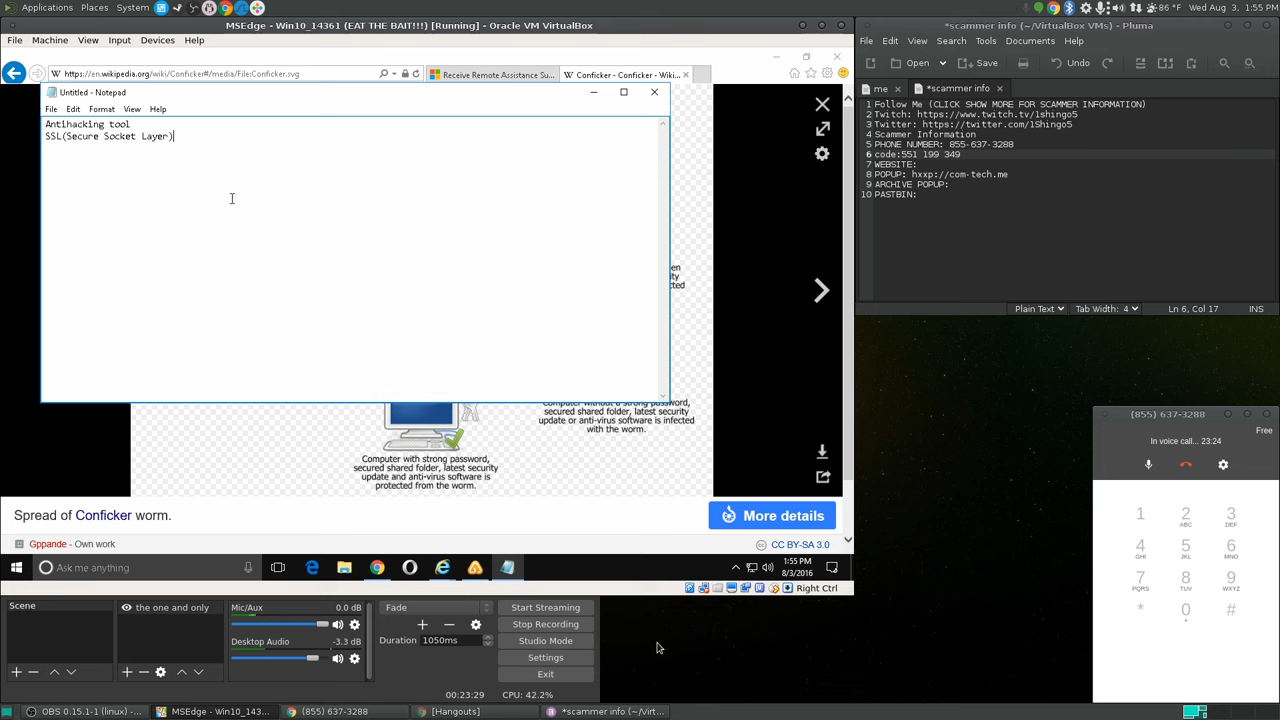 Applications Places System
86 °F Wed Aug 3, 1:55 PM
MSEdge - Win10_14361 (EAT THE BAIT!!!) [Running] - Oracle VM VirtualBox
File Machine View Input Devices Help
https://en.wikipedia.org/wiki/Conficker#/media/File:Conficker.svg
Receive Remote Assistance Su...
Conficker - Conficker - Wiki...
Untitled - Notepad
File Edit Format View Help
Antihacking tool
SSL(Secure Socket Layer)
Computer with strong password,
secured shared folder, latest security
update and anti-virus software is
protected from the worm.
Computer without a strong password,
secured shared folder, latest security
update or anti-virus software is infected
with the worm.
Spread of Conficker worm.
More details
Gppande - Own work
CC BY-SA 3.0
Ask me anything
1:55 PM
8/3/2016
Right Ctrl
Scene
the one and only
Mic/Aux 0.0 dB
Desktop Audio -3.3 dB
Fade
Duration 1050ms
Start Streaming
Stop Recording
Studio Mode
Settings
Exit
00:23:29 CPU: 42.2%
*scammer info (~/VirtualBox VMs) - Pluma
File Edit View Search Tools Documents Help
Open Save Undo
me *scammer info
1 Follow Me (CLICK SHOW MORE FOR SCAMMER INFORMATION)
2 Twitch: https://www.twitch.tv/1shingo5
3 Twitter: https://twitter.com/1Shingo5
4 Scammer Information
5 PHONE NUMBER: 855-637-3288
6 code:551 199 349
7 WEBSITE:
8 POPUP: hxxp://com-tech.me
9 ARCHIVE POPUP:
10 PASTBIN:
Plain Text Tab Width: 4 Ln 6, Col 17 INS
(855) 637-3288
Free
In voice call... 23:24
1 2 3
ABC DEF
4 5 6
GHI JKL MNO
7 8 9
PQRS TUV WXYZ
* 0 #
OBS 0.15.1-1 (linux) -...
MSEdge - Win10_143...
(855) 637-3288
[Hangouts]
*scammer info (~/Virt...